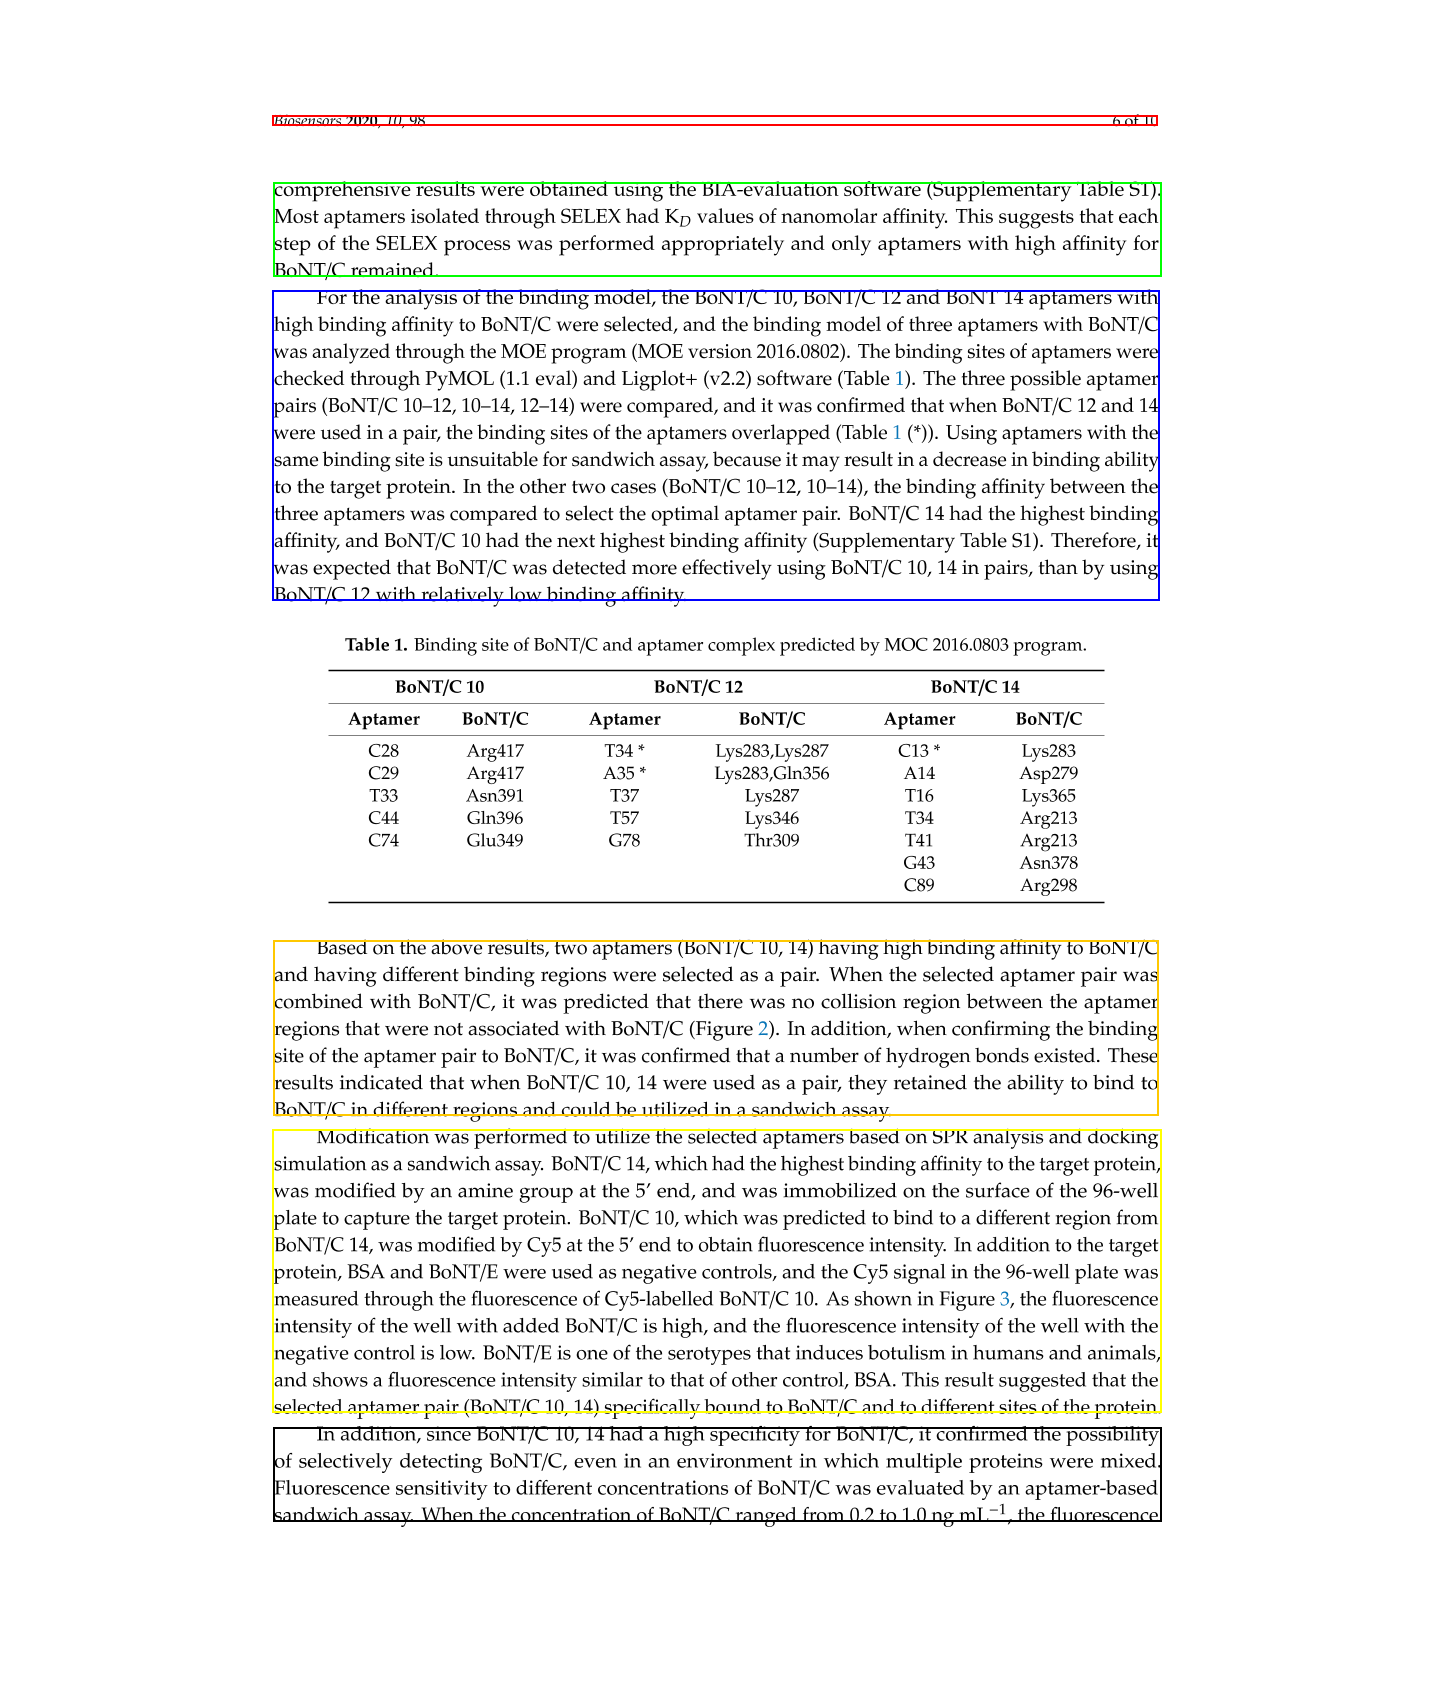 Biosensors 2020, 10, 98 6 of 10
comprehensive results were obtained using the BIA-evaluation software (Supplementary Table S1).
Most aptamers isolated through SELEX had KD values of nanomolar affinity. This suggests that each
step of the SELEX process was performed appropriately and only aptamers with high affinity for
BoNT/C remained.
For the analysis of the binding model, the BoNT/C 10, BoNT/C 12 and BoNT 14 aptamers with
high binding affinity to BoNT/C were selected, and the binding model of three aptamers with BoNT/C
was analyzed through the MOE program (MOE version 2016.0802). The binding sites of aptamers were
checked through PyMOL (1.1 eval) and Ligplot+ (v2.2) software (Table 1). The three possible aptamer
pairs (BoNT/C 10–12, 10–14, 12–14) were compared, and it was confirmed that when BoNT/C 12 and 14
were used in a pair, the binding sites of the aptamers overlapped (Table 1 (*)). Using aptamers with the
same binding site is unsuitable for sandwich assay, because it may result in a decrease in binding ability
to the target protein. In the other two cases (BoNT/C 10–12, 10–14), the binding affinity between the
three aptamers was compared to select the optimal aptamer pair. BoNT/C 14 had the highest binding
affinity, and BoNT/C 10 had the next highest binding affinity (Supplementary Table S1). Therefore, it
was expected that BoNT/C was detected more effectively using BoNT/C 10, 14 in pairs, than by using
BoNT/C 12 with relatively low binding affinity.
Table 1. Binding site of BoNT/C and aptamer complex predicted by MOC 2016.0803 program.
BoNT/C 10 BoNT/C 12 BoNT/C 14
Aptamer BoNT/C Aptamer BoNT/C Aptamer BoNT/C
C28 Arg417 T34 * Lys283,Lys287 C13 * Lys283
C29 Arg417 A35 * Lys283,Gln356 A14 Asp279
T33 Asn391 T37 Lys287 T16 Lys365
C44 Gln396 T57 Lys346 T34 Arg213
C74 Glu349 G78 Thr309 T41 Arg213
G43 Asn378
C89 Arg298
Based on the above results, two aptamers (BoNT/C 10, 14) having high binding affinity to BoNT/C
and having different binding regions were selected as a pair. When the selected aptamer pair was
combined with BoNT/C, it was predicted that there was no collision region between the aptamer
regions that were not associated with BoNT/C (Figure 2). In addition, when confirming the binding
site of the aptamer pair to BoNT/C, it was confirmed that a number of hydrogen bonds existed. These
results indicated that when BoNT/C 10, 14 were used as a pair, they retained the ability to bind to
BoNT/C in different regions and could be utilized in a sandwich assay.
Modification was performed to utilize the selected aptamers based on SPR analysis and docking
simulation as a sandwich assay. BoNT/C 14, which had the highest binding affinity to the target protein,
was modified by an amine group at the 5′ end, and was immobilized on the surface of the 96-well
plate to capture the target protein. BoNT/C 10, which was predicted to bind to a different region from
BoNT/C 14, was modified by Cy5 at the 5′ end to obtain fluorescence intensity. In addition to the target
protein, BSA and BoNT/E were used as negative controls, and the Cy5 signal in the 96-well plate was
measured through the fluorescence of Cy5-labelled BoNT/C 10. As shown in Figure 3, the fluorescence
intensity of the well with added BoNT/C is high, and the fluorescence intensity of the well with the
negative control is low. BoNT/E is one of the serotypes that induces botulism in humans and animals,
and shows a fluorescence intensity similar to that of other control, BSA. This result suggested that the
selected aptamer pair (BoNT/C 10, 14) specifically bound to BoNT/C and to different sites of the protein.
In addition, since BoNT/C 10, 14 had a high specificity for BoNT/C, it confirmed the possibility
of selectively detecting BoNT/C, even in an environment in which multiple proteins were mixed.
Fluorescence sensitivity to different concentrations of BoNT/C was evaluated by an aptamer-based
sandwich assay. When the concentration of BoNT/C ranged from 0.2 to 1.0 ng mL−1, the fluorescence